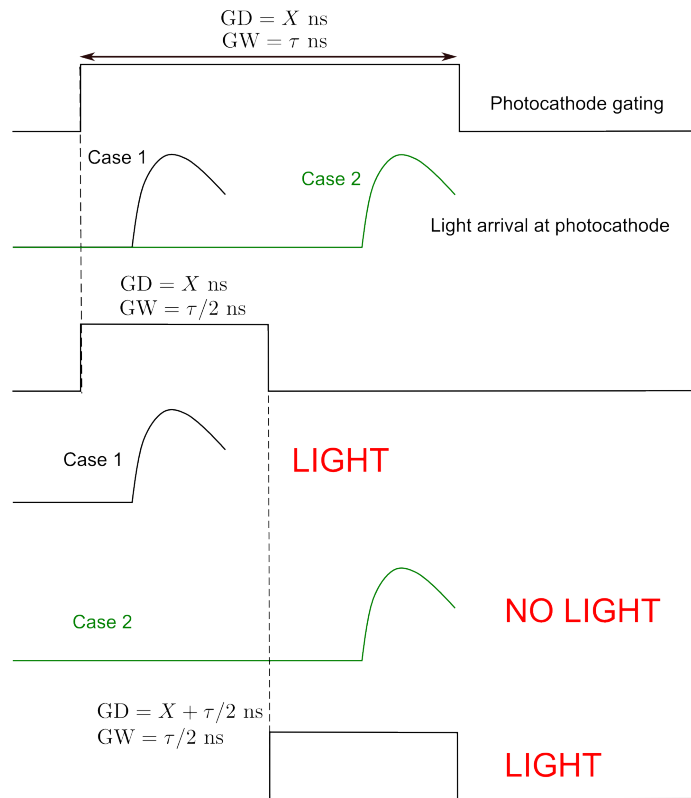 GD = X ns
GW = τ ns
Photocathode gating
Case 1
Case 2
Light arrival at photocathode
GD = X ns
GW = τ/2 ns
Case 1
LIGHT
Case 2
NO LIGHT
GD = X + τ/2 ns
GW = τ/2 ns
LIGHT